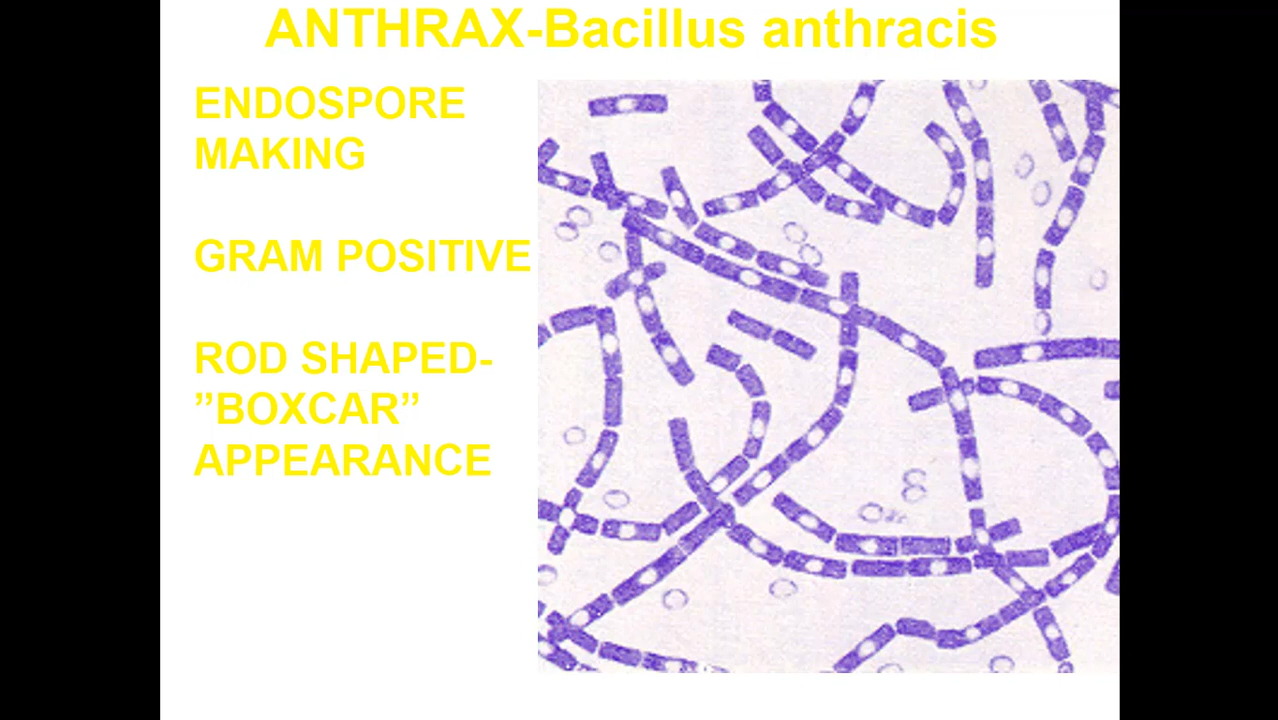 ANTHRAX-Bacillus anthracis
ENDOSPORE
MAKING
GRAM POSITIVE
ROD SHAPED-
”BOXCAR”
APPEARANCE